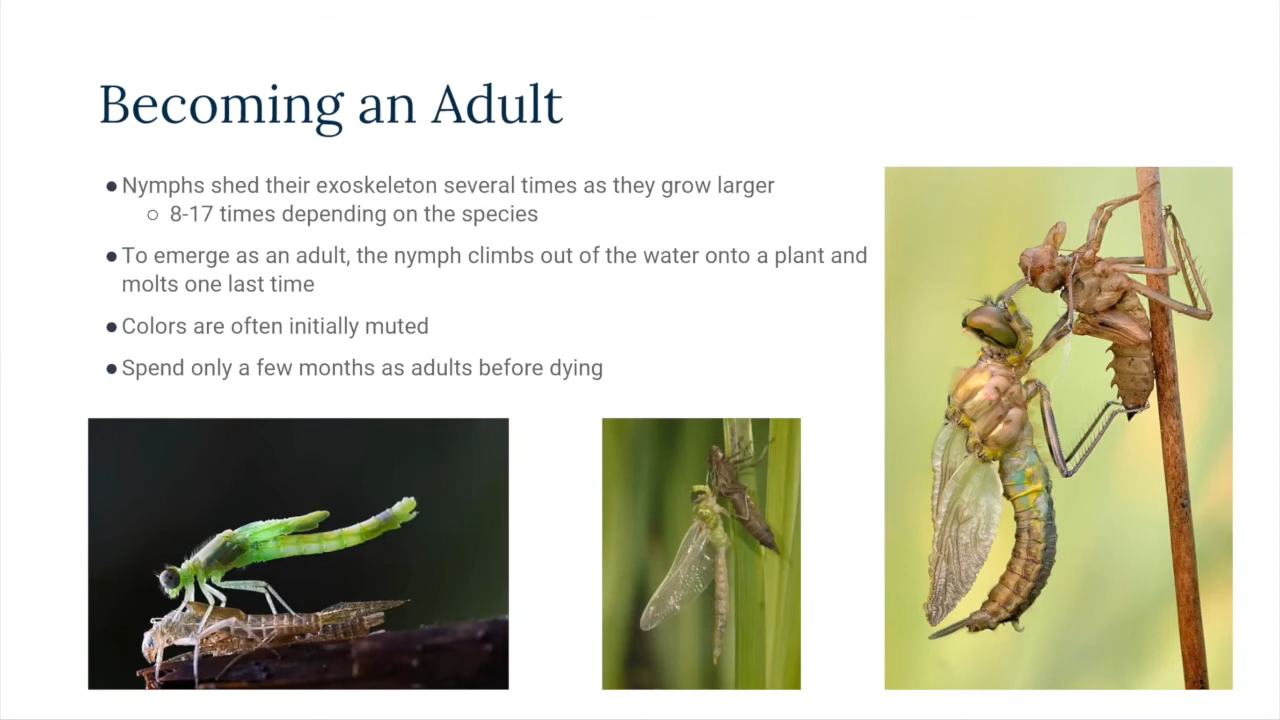 Becoming an Adult
● Nymphs shed their exoskeleton several times as they grow larger
○ 8-17 times depending on the species
● To emerge as an adult, the nymph climbs out of the water onto a plant and
molts one last time
● Colors are often initially muted
● Spend only a few months as adults before dying